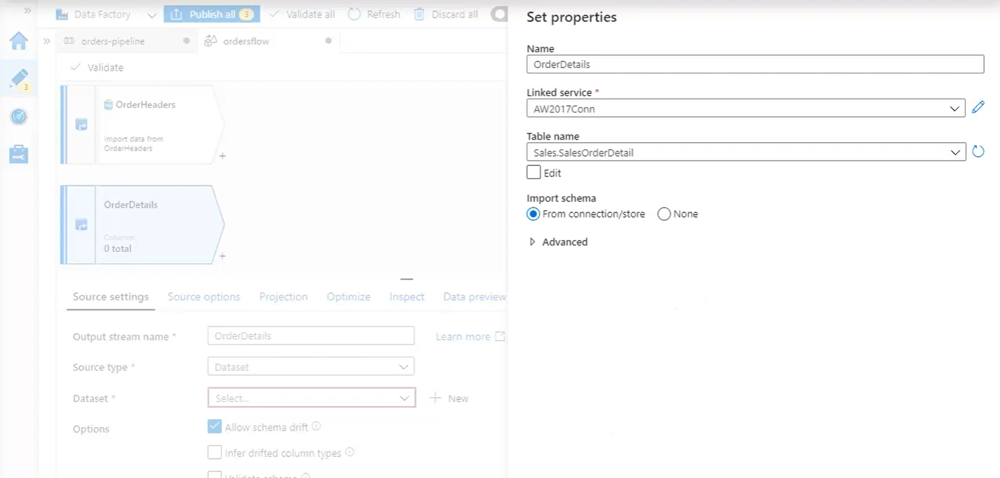 Data Factory
Publish all 3
Validate all
Refresh
Discard all
orders-pipeline
ordersflow
Validate
3
OrderHeaders
Import data from
OrderHeaders
OrderDetails
Columns:
0 total
Source settings
Source options
Projection
Optimize
Inspect
Data preview
Output stream name *
OrderDetails
Learn more
Source type *
Dataset
Dataset *
Select...
New
Options
Allow schema drift
Infer drifted column types
Validate schema
Set properties
Name
OrderDetails
Linked service *
AW2017Conn
Table name
Sales.SalesOrderDetail
Edit
Import schema
From connection/store
None
Advanced